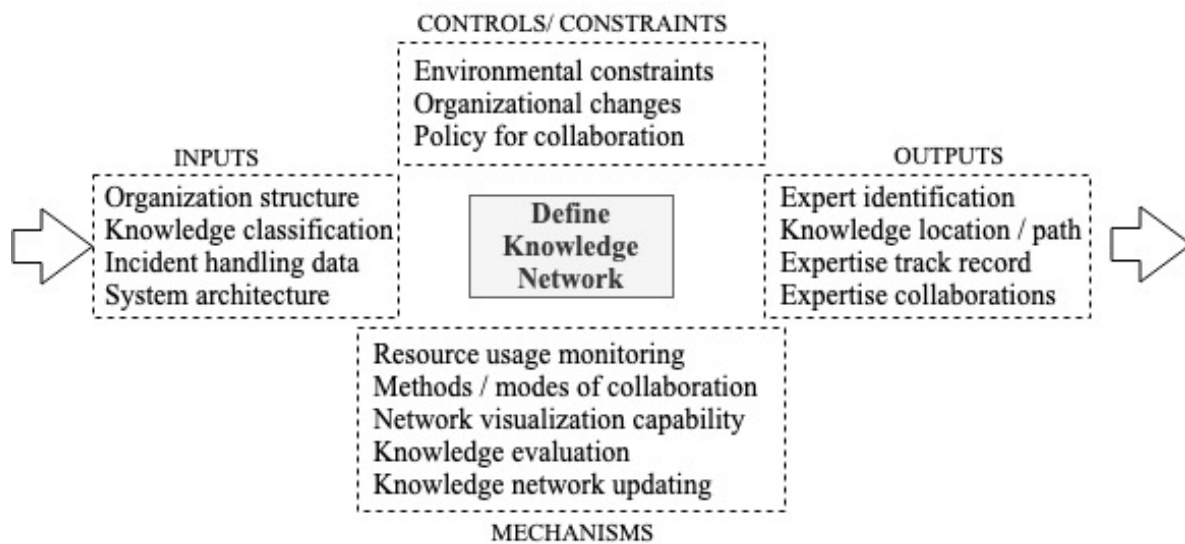 CONTROLS/ CONSTRAINTS
Environmental constraints
Organizational changes
Policy for collaboration
INPUTS
Organization structure
Knowledge classification
Incident handling data
System architecture
Define
Knowledge
Network
OUTPUTS
Expert identification
Knowledge location / path
Expertise track record
Expertise collaborations
Resource usage monitoring
Methods / modes of collaboration
Network visualization capability
Knowledge evaluation
Knowledge network updating
MECHANISMS